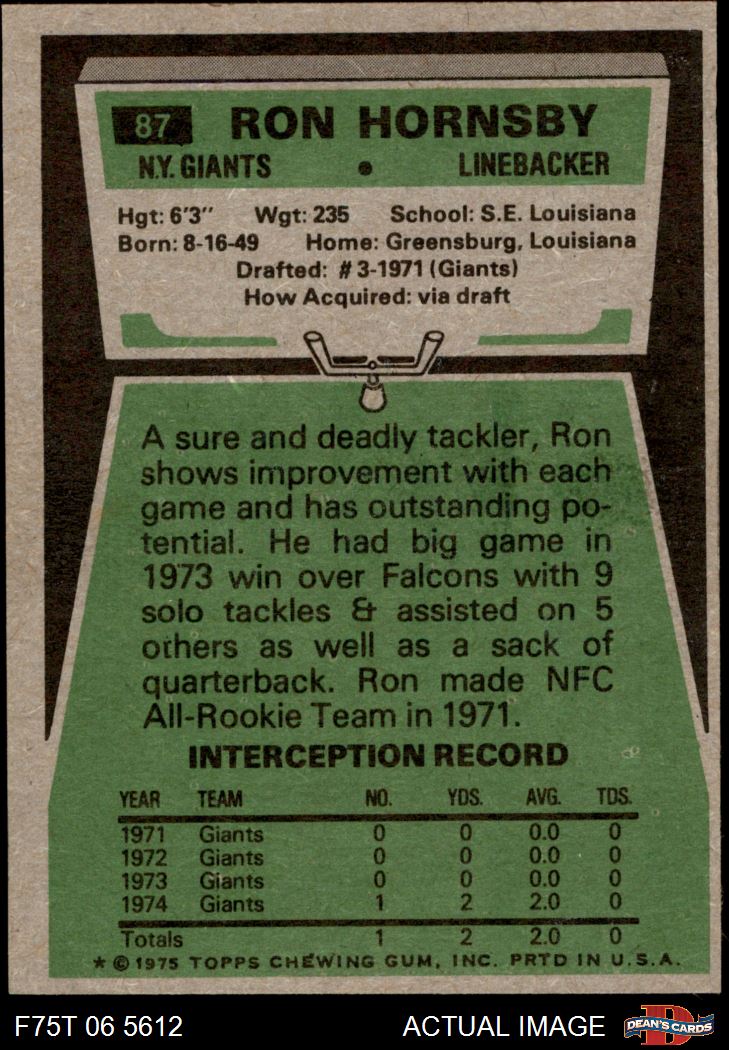 87 RON HORNSBY
N.Y. GIANTS • LINEBACKER
Hgt: 6'3" Wgt: 235 School: S.E. Louisiana
Born: 8-16-49 Home: Greensburg, Louisiana
Drafted: #3-1971 (Giants)
How Acquired: via draft
A sure and deadly tackler, Ron
shows improvement with each
game and has outstanding po-
tential. He had big game in
1973 win over Falcons with 9
solo tackles & assisted on 5
others as well as a sack of
quarterback. Ron made NFC
All-Rookie Team in 1971.
INTERCEPTION RECORD
YEAR TEAM NO. YDS. AVG. TDS.
1971 Giants 0 0 0.0 0
1972 Giants 0 0 0.0 0
1973 Giants 0 0 0.0 0
1974 Giants 1 2 2.0 0
Totals 1 2 2.0 0
* © 1975 TOPPS CHEWING GUM, INC. PRTD IN U.S.A.
F75T 06 5612 ACTUAL IMAGE D DEAN'S CARDS